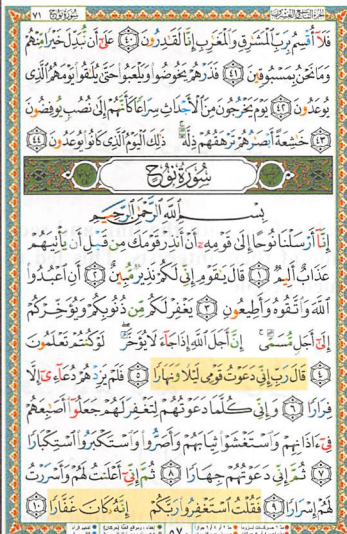 سُورَةُ نُوح ٧١
فَلَآ أُقْسِمُ بِرَبِّ ٱلْمَشَٰرِقِ وَٱلْمَغَٰرِبِ إِنَّا لَقَٰدِرُونَ ٤٠ عَلَىٰٓ أَن نُّبَدِّلَ خَيْرًا مِّنْهُمْ
وَمَا نَحْنُ بِمَسْبُوقِينَ ٤١ فَذَرْهُمْ يَخُوضُوا۟ وَيَلْعَبُوا۟ حَتَّىٰ يُلَٰقُوا۟ يَوْمَهُمُ ٱلَّذِى
يُوعَدُونَ ٤٢ يَوْمَ يَخْرُجُونَ مِنَ ٱلْأَجْدَاثِ سِرَاعًا كَأَنَّهُمْ إِلَىٰ نُصُبٍ يُوفِضُونَ
٤٣ خَٰشِعَةً أَبْصَٰرُهُمْ تَرْهَقُهُمْ ذِلَّةٌ ۚ ذَٰلِكَ ٱلْيَوْمُ ٱلَّذِى كَانُوا۟ يُوعَدُونَ ٤٤
سُورَةُ نُوح
بِسْمِ ٱللَّهِ ٱلرَّحْمَٰنِ ٱلرَّحِيمِ
إِنَّآ أَرْسَلْنَا نُوحًا إِلَىٰ قَوْمِهِۦٓ أَنْ أَنذِرْ قَوْمَكَ مِن قَبْلِ أَن يَأْتِيَهُمْ
عَذَابٌ أَلِيمٌ ١ قَالَ يَٰقَوْمِ إِنِّى لَكُمْ نَذِيرٌ مُّبِينٌ ٢ أَنِ ٱعْبُدُوا۟
ٱللَّهَ وَٱتَّقُوهُ وَأَطِيعُونِ ٣ يَغْفِرْ لَكُم مِّن ذُنُوبِكُمْ وَيُؤَخِّرْكُمْ
إِلَىٰٓ أَجَلٍ مُّسَمًّى ۚ إِنَّ أَجَلَ ٱللَّهِ إِذَا جَآءَ لَا يُؤَخَّرُ ۖ لَوْ كُنتُمْ تَعْلَمُونَ
٤ قَالَ رَبِّ إِنِّى دَعَوْتُ قَوْمِى لَيْلًا وَنَهَارًا ٥ فَلَمْ يَزِدْهُمْ دُعَآءِىٓ إِلَّا
فِرَارًا ٦ وَإِنِّى كُلَّمَا دَعَوْتُهُمْ لِتَغْفِرَ لَهُمْ جَعَلُوٓا۟ أَصَٰبِعَهُمْ
فِىٓ ءَاذَانِهِمْ وَٱسْتَغْشَوْا۟ ثِيَابَهُمْ وَأَصَرُّوا۟ وَٱسْتَكْبَرُوا۟ ٱسْتِكْبَارًا
٧ ثُمَّ إِنِّى دَعَوْتُهُمْ جِهَارًا ٨ ثُمَّ إِنِّىٓ أَعْلَنتُ لَهُمْ وَأَسْرَرْتُ
لَهُمْ إِسْرَارًا ٩ فَقُلْتُ ٱسْتَغْفِرُوا۟ رَبَّكُمْ إِنَّهُۥ كَانَ غَفَّارًا ١٠